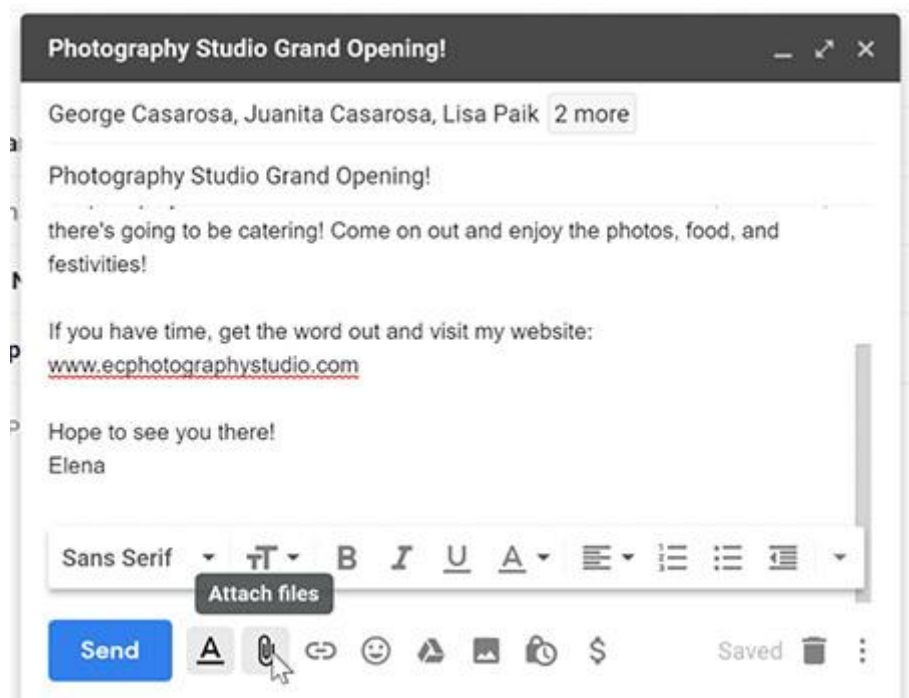 Photography Studio Grand Opening!
George Casarosa, Juanita Casarosa, Lisa Paik 2 more
Photography Studio Grand Opening!
there's going to be catering! Come on out and enjoy the photos, food, and
festivities!
If you have time, get the word out and visit my website:
www.ecphotographystudio.com
Hope to see you there!
Elena
Sans Serif
Attach files
Send
Saved